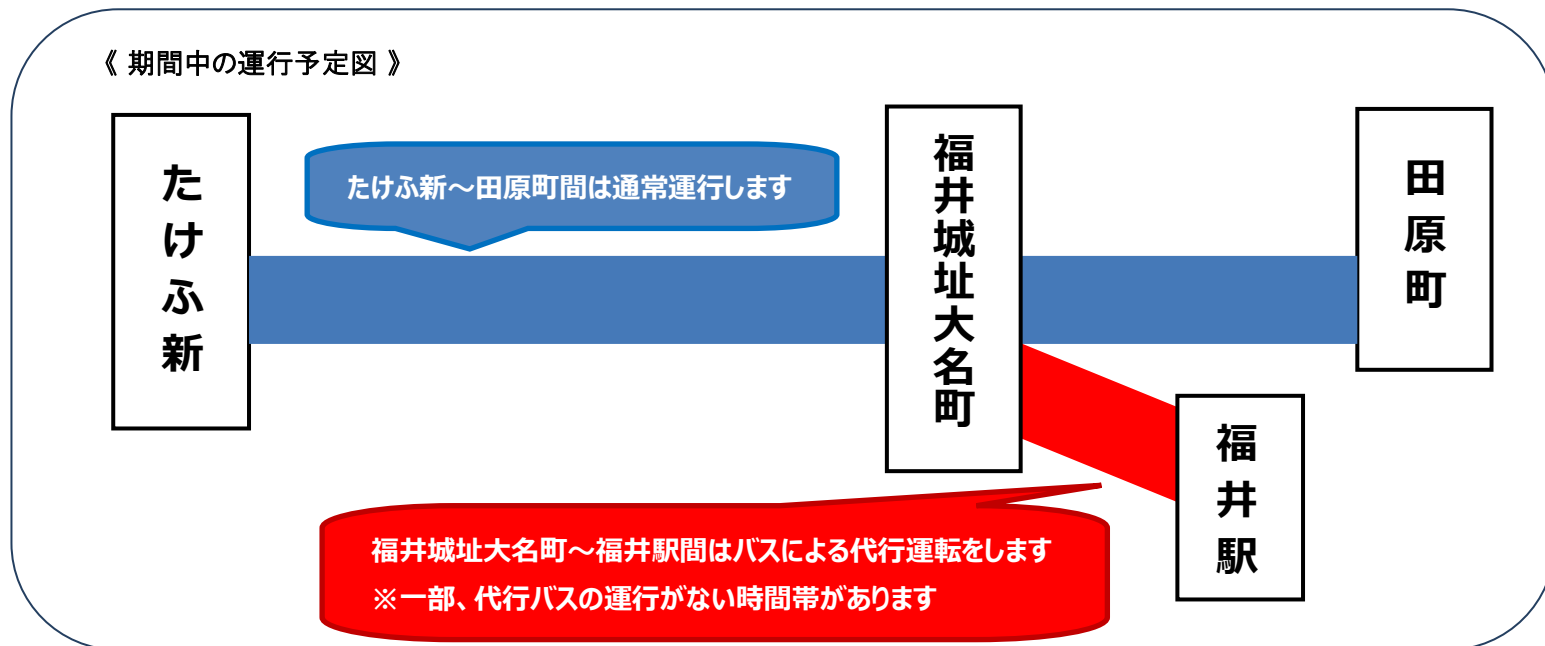 《 期間中の運行予定図 》
たけふ新
たけふ新～田原町間は通常運行します
福井城址大名町
田原町
福井駅
福井城址大名町～福井駅間はバスによる代行運転をします
※一部、代行バスの運行がない時間帯があります